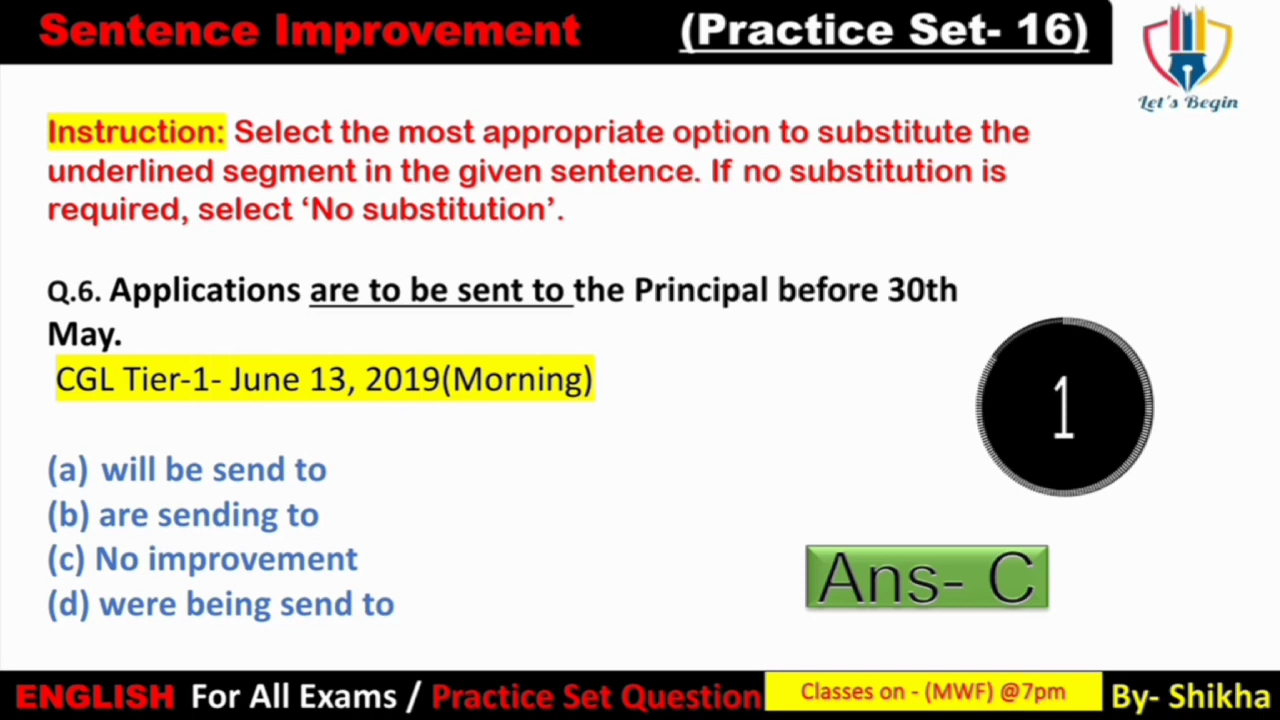 Sentence Improvement (Practice Set- 16)
Let's Begin
Instruction: Select the most appropriate option to substitute the
underlined segment in the given sentence. If no substitution is
required, select ‘No substitution’.
Q.6. Applications are to be sent to the Principal before 30th
May.
CGL Tier-1- June 13, 2019(Morning)
1
(a) will be send to
(b) are sending to
(c) No improvement
(d) were being send to
Ans- C
ENGLISH For All Exams / Practice Set Question Classes on - (MWF) @7pm By- Shikha